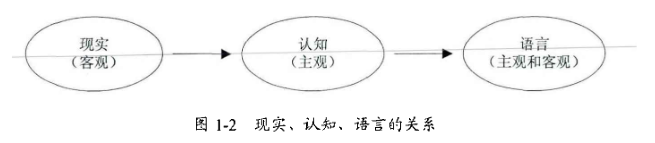 现实
（客观）
认知
（主观）
语言
（主观和客观）
图 1-2 现实、认知、语言的关系